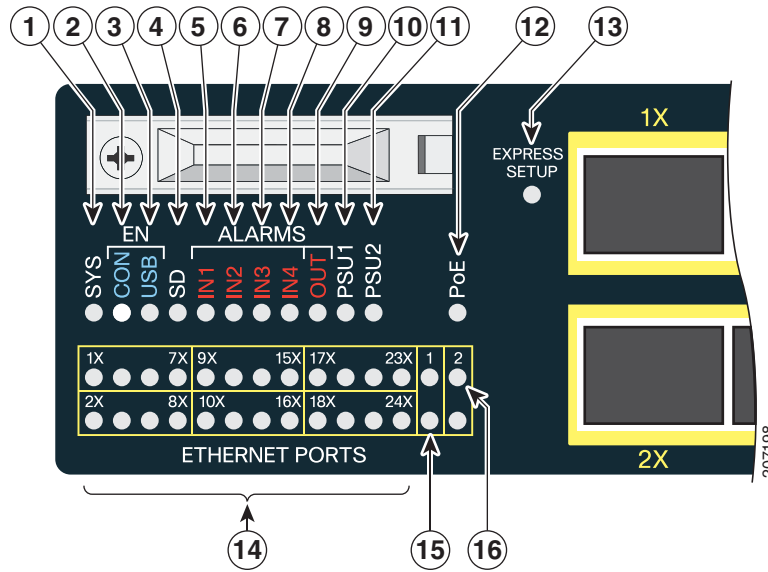 1 2 3 4 5 6 7 8 9 10 11 12 13
1X
EXPRESS
SETUP
EN ALARMS
SYS CON USB SD IN1 IN2 IN3 IN4 OUT PSU1 PSU2 PoE
1X 7X 9X 15X 17X 23X 1 2
2X 8X 10X 16X 18X 24X
ETHERNET PORTS
2X
207198
14 15 16